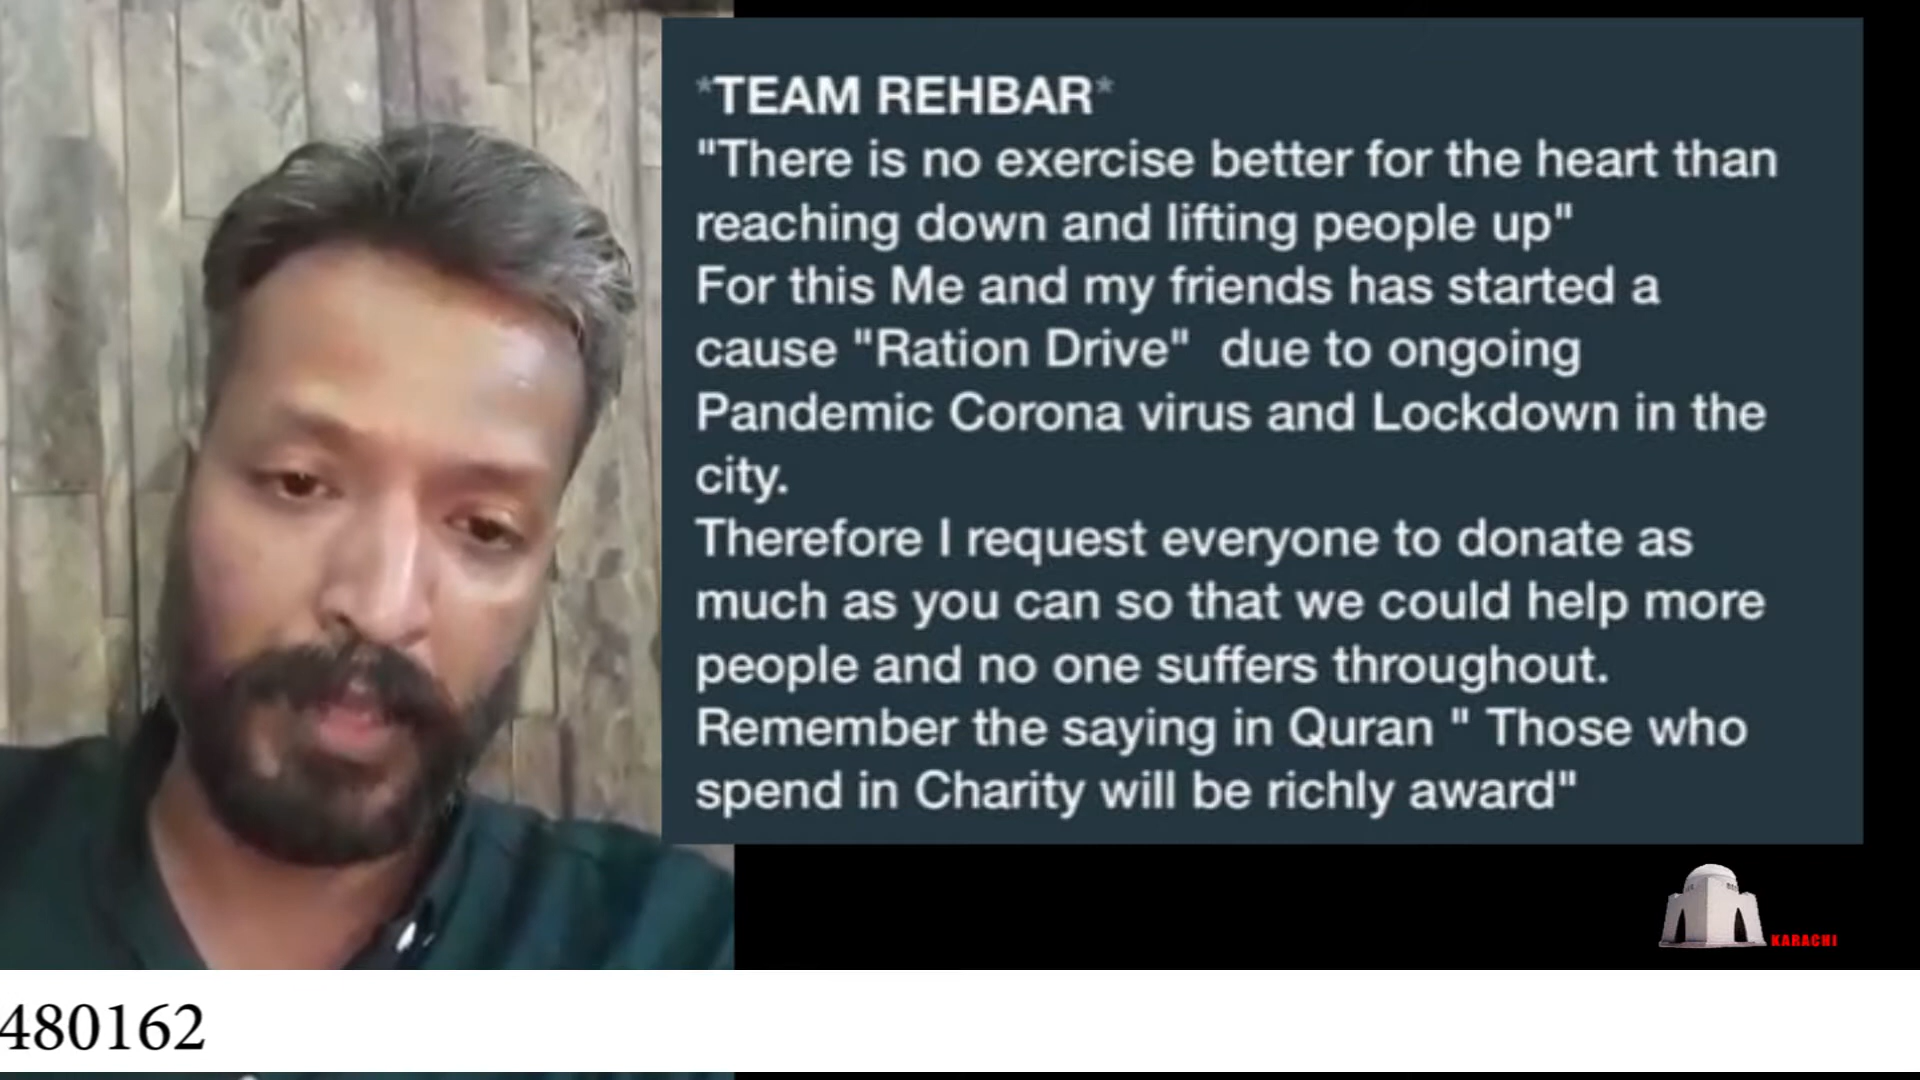 *TEAM REHBAR*
"There is no exercise better for the heart than
reaching down and lifting people up"
For this Me and my friends has started a
cause "Ration Drive"  due to ongoing
Pandemic Corona virus and Lockdown in the
city.
Therefore I request everyone to donate as
much as you can so that we could help more
people and no one suffers throughout.
Remember the saying in Quran " Those who
spend in Charity will be richly award"
KARACHI
480162